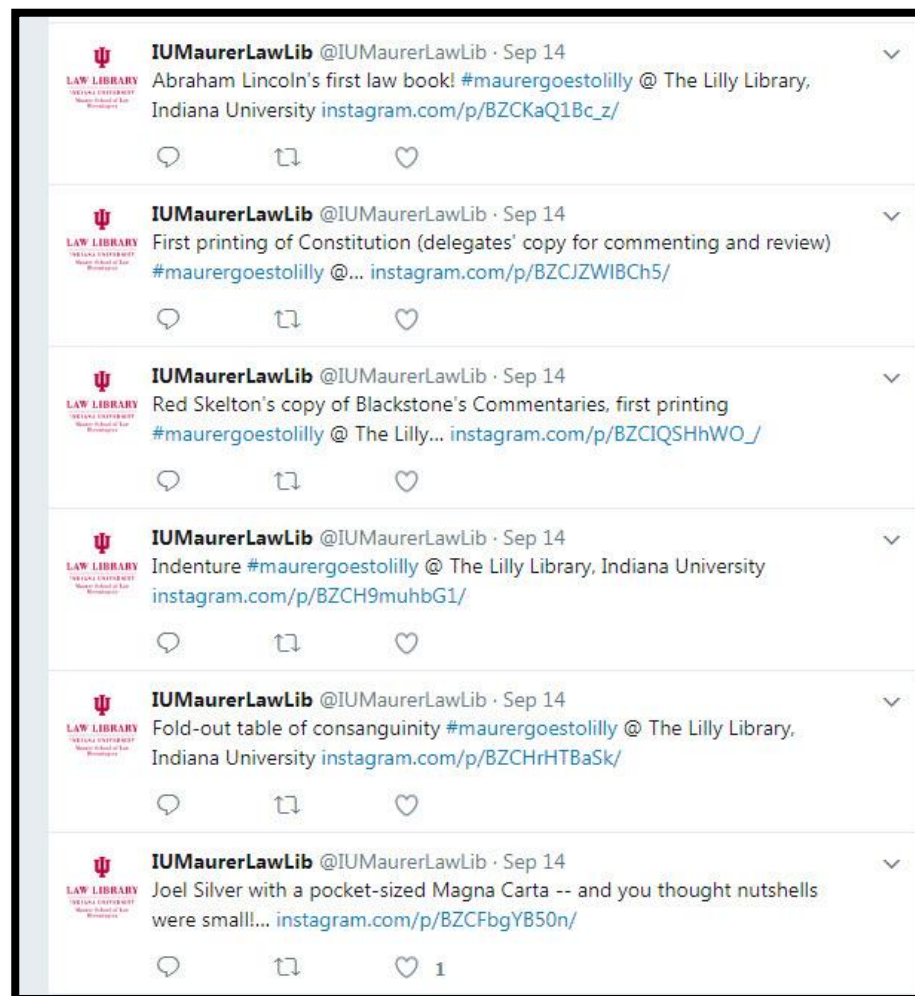 IUMaurerLawLib @IUMaurerLawLib · Sep 14
LAW LIBRARY
Abraham Lincoln's first law book! #maurergoestolilly @ The Lilly Library,
Indiana University instagram.com/p/BZCKaQ1Bc_z/
IUMaurerLawLib @IUMaurerLawLib · Sep 14
LAW LIBRARY
First printing of Constitution (delegates' copy for commenting and review)
#maurergoestolilly @... instagram.com/p/BZCJZWlBCh5/
IUMaurerLawLib @IUMaurerLawLib · Sep 14
LAW LIBRARY
Red Skelton's copy of Blackstone's Commentaries, first printing
#maurergoestolilly @ The Lilly... instagram.com/p/BZCIQSHhWO_/
IUMaurerLawLib @IUMaurerLawLib · Sep 14
LAW LIBRARY
Indenture #maurergoestolilly @ The Lilly Library, Indiana University
instagram.com/p/BZCH9muhbG1/
IUMaurerLawLib @IUMaurerLawLib · Sep 14
LAW LIBRARY
Fold-out table of consanguinity #maurergoestolilly @ The Lilly Library,
Indiana University instagram.com/p/BZCHrHTBaSk/
IUMaurerLawLib @IUMaurerLawLib · Sep 14
LAW LIBRARY
Joel Silver with a pocket-sized Magna Carta -- and you thought nutshells
were small!... instagram.com/p/BZCFbgYB50n/
1